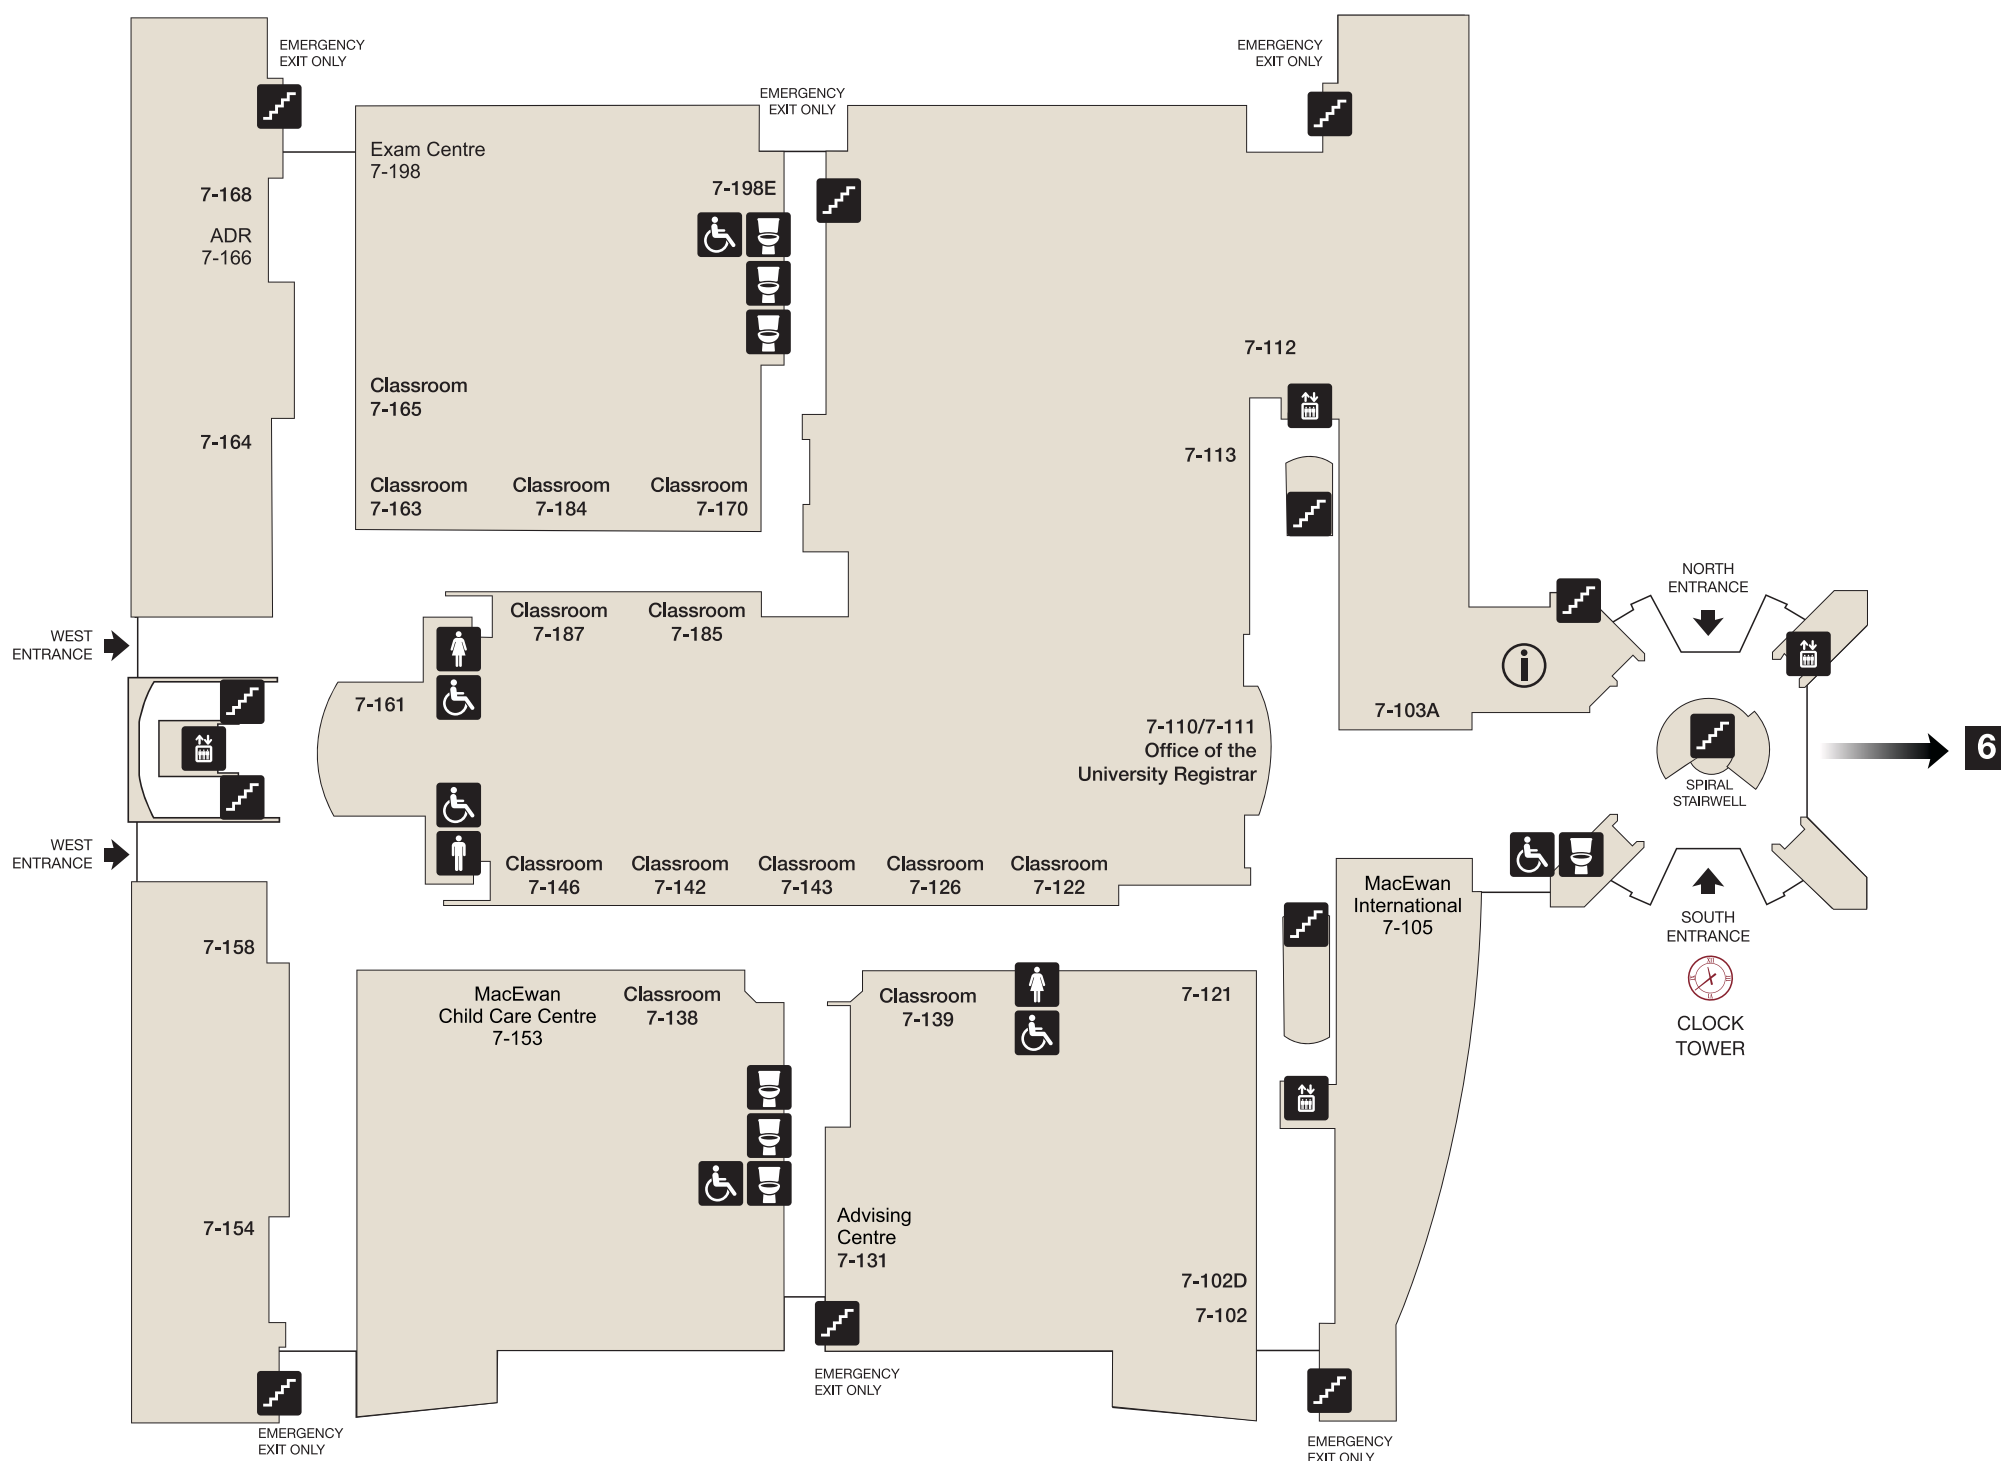 EMERGENCY
EXIT ONLY
EMERGENCY
EXIT ONLY
EMERGENCY
EXIT ONLY
Exam Centre
7-198
7-168
7-198E
ADR
7-166
7-112
Classroom
7-165
7-164
7-113
Classroom
7-163
Classroom
7-184
Classroom
7-170
NORTH
ENTRANCE
Classroom
7-187
Classroom
7-185
WEST
ENTRANCE
i
7-161
7-103A
7-110/7-111
Office of the
University Registrar
6
SPIRAL
STAIRWELL
WEST
ENTRANCE
Classroom
7-146
Classroom
7-142
Classroom
7-143
Classroom
7-126
Classroom
7-122
MacEwan
International
7-105
SOUTH
ENTRANCE
7-158
MacEwan
Child Care Centre
7-153
Classroom
7-138
Classroom
7-139
7-121
CLOCK
TOWER
7-154
Advising
Centre
7-131
7-102D
7-102
EMERGENCY
EXIT ONLY
EMERGENCY
EXIT ONLY
EMERGENCY
EXIT ONLY